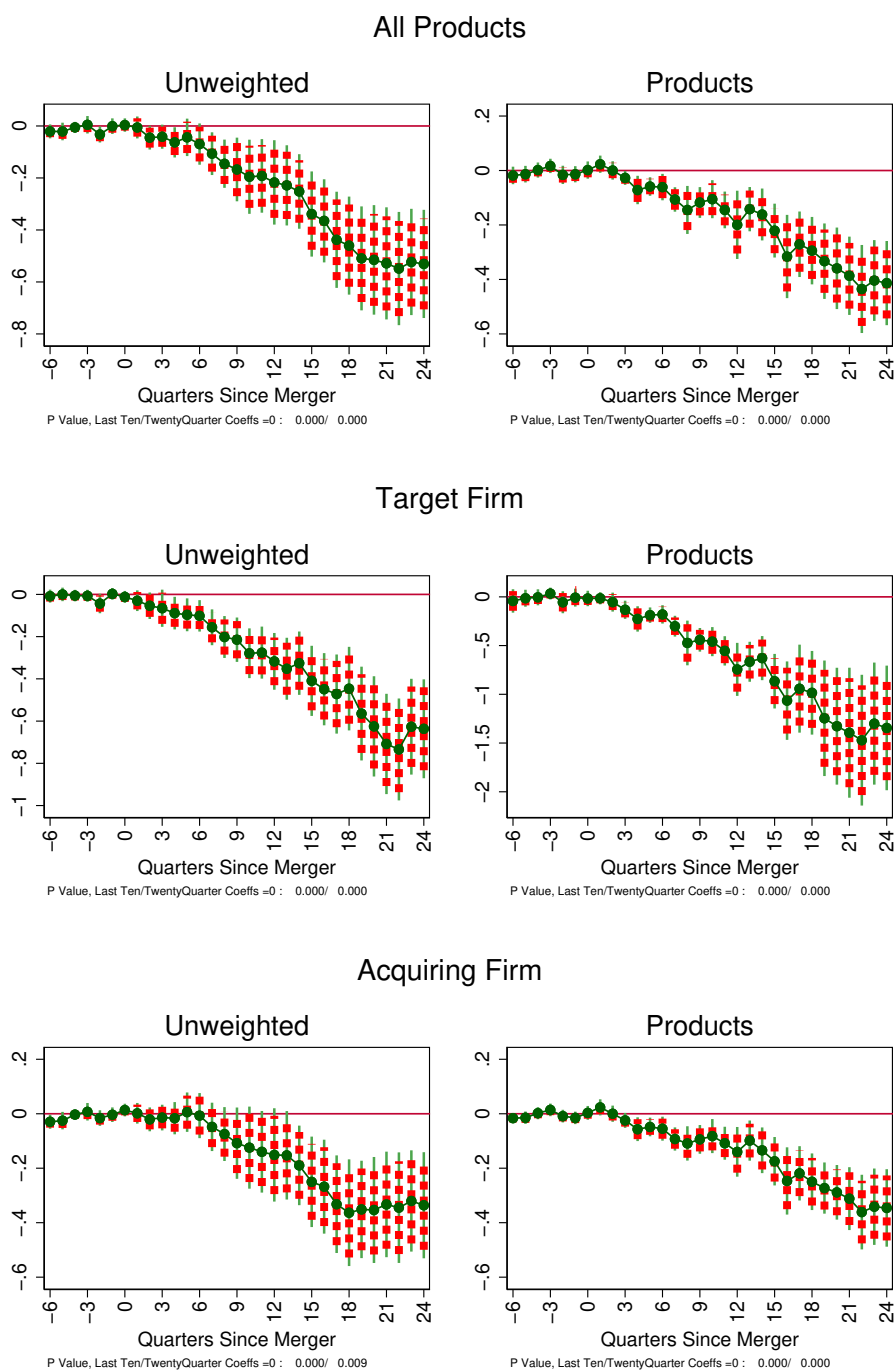 All Products
Unweighted
Products
0
-.2
-.4
-.6
-.8
.2
0
-.2
-.4
-.6
-6 -3 0 3 6 9 12 15 18 21 24
-6 -3 0 3 6 9 12 15 18 21 24
Quarters Since Merger
Quarters Since Merger
P Value, Last Ten/TwentyQuarter Coeffs =0 : 0.000/ 0.000
P Value, Last Ten/TwentyQuarter Coeffs =0 : 0.000/ 0.000
Target Firm
Unweighted
Products
0
-.2
-.4
-.6
-.8
-1
0
-.5
-1
-1.5
-2
-6 -3 0 3 6 9 12 15 18 21 24
-6 -3 0 3 6 9 12 15 18 21 24
Quarters Since Merger
Quarters Since Merger
P Value, Last Ten/TwentyQuarter Coeffs =0 : 0.000/ 0.000
P Value, Last Ten/TwentyQuarter Coeffs =0 : 0.000/ 0.000
Acquiring Firm
Unweighted
Products
.2
0
-.2
-.4
-.6
.2
0
-.2
-.4
-.6
-6 -3 0 3 6 9 12 15 18 21 24
-6 -3 0 3 6 9 12 15 18 21 24
Quarters Since Merger
Quarters Since Merger
P Value, Last Ten/TwentyQuarter Coeffs =0 : 0.000/ 0.009
P Value, Last Ten/TwentyQuarter Coeffs =0 : 0.000/ 0.000